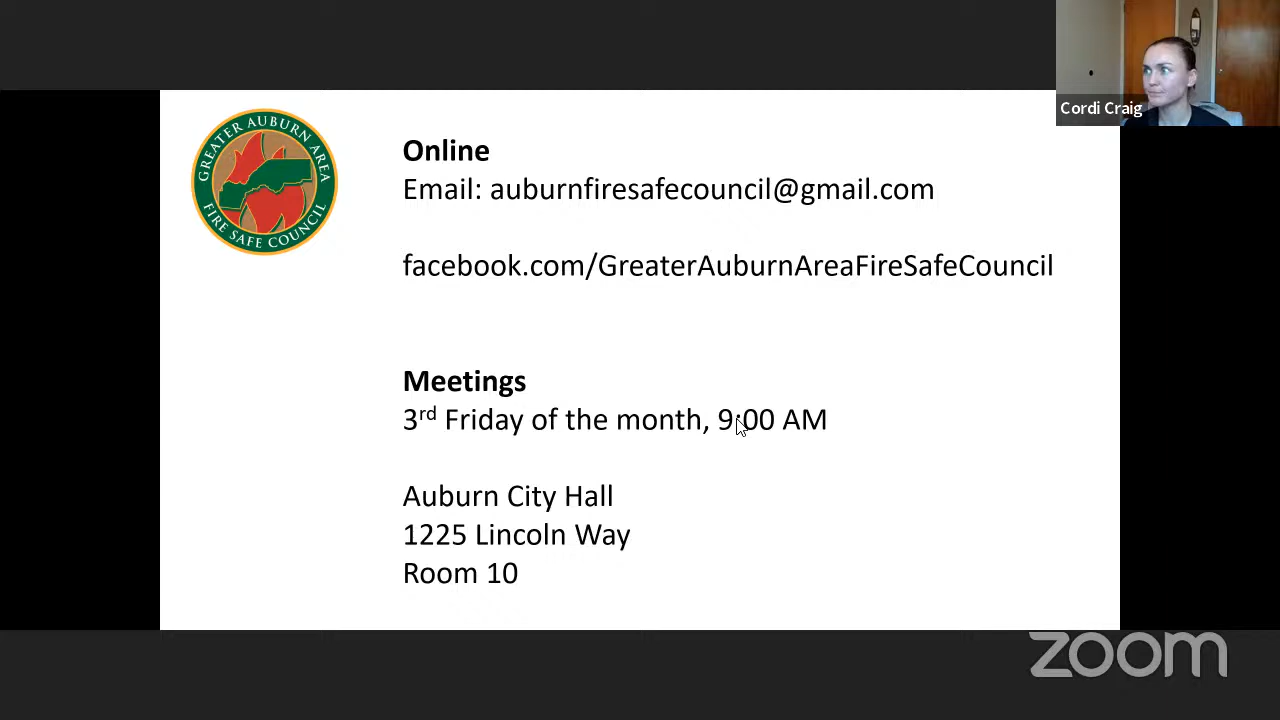 Cordi Craig
GREATER AUBURN AREA
FIRE SAFE COUNCIL
Online
Email: auburnfiresafecouncil@gmail.com
facebook.com/GreaterAuburnAreaFireSafeCouncil
Meetings
3rd Friday of the month, 9:00 AM
Auburn City Hall
1225 Lincoln Way
Room 10
zoom